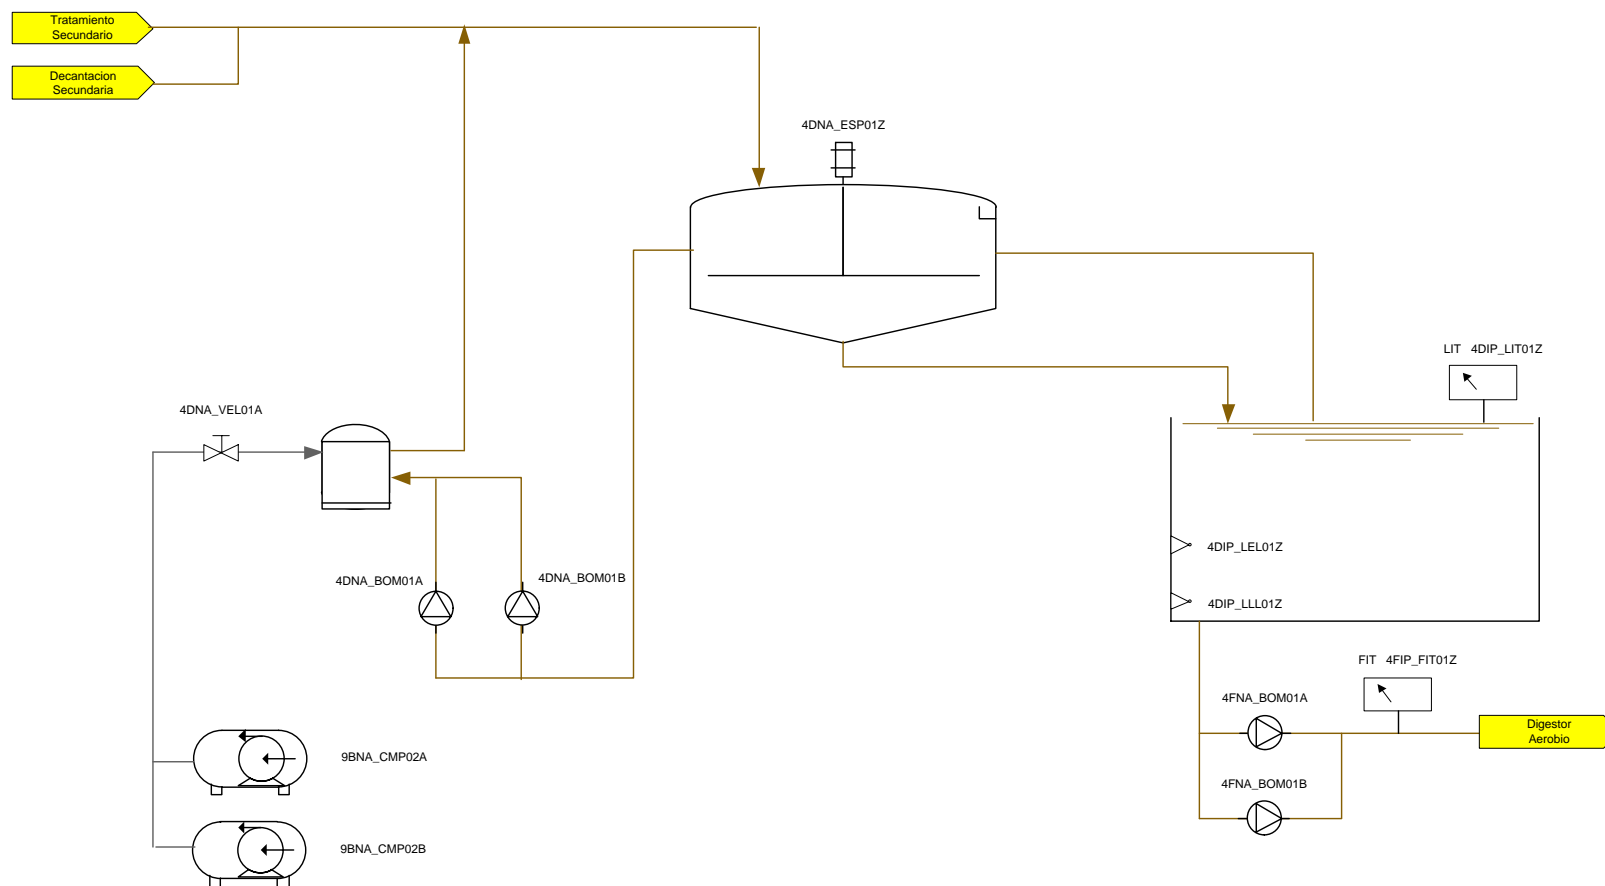 Tratamiento
Secundario
Decantacion
Secundaria
4DNA_ESP01Z
LIT 4DIP_LIT01Z
4DNA_VEL01A
4DIP_LEL01Z
4DNA_BOM01A
4DNA_BOM01B
4DIP_LLL01Z
FIT 4FIP_FIT01Z
4FNA_BOM01A
Digestor
Aerobio
9BNA_CMP02A
4FNA_BOM01B
9BNA_CMP02B